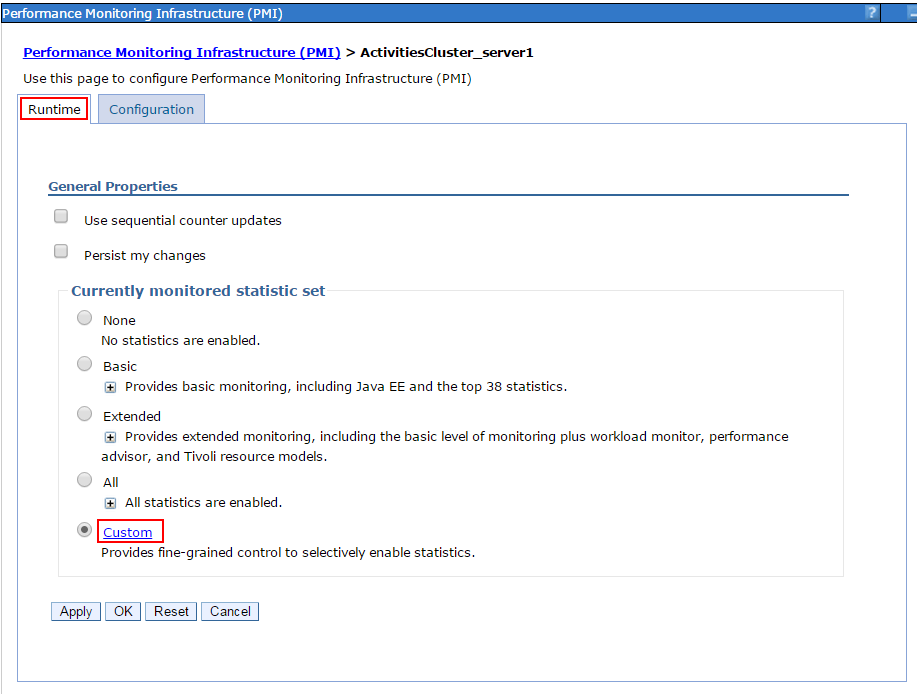 Performance Monitoring Infrastructure (PMI)
?
Performance Monitoring Infrastructure (PMI) > ActivitiesCluster_server1
Use this page to configure Performance Monitoring Infrastructure (PMI)
Runtime
Configuration
General Properties
Use sequential counter updates
Persist my changes
Currently monitored statistic set
None
No statistics are enabled.
Basic
Provides basic monitoring, including Java EE and the top 38 statistics.
Extended
Provides extended monitoring, including the basic level of monitoring plus workload monitor, performance
advisor, and Tivoli resource models.
All
All statistics are enabled.
Custom
Provides fine-grained control to selectively enable statistics.
Apply OK Reset Cancel